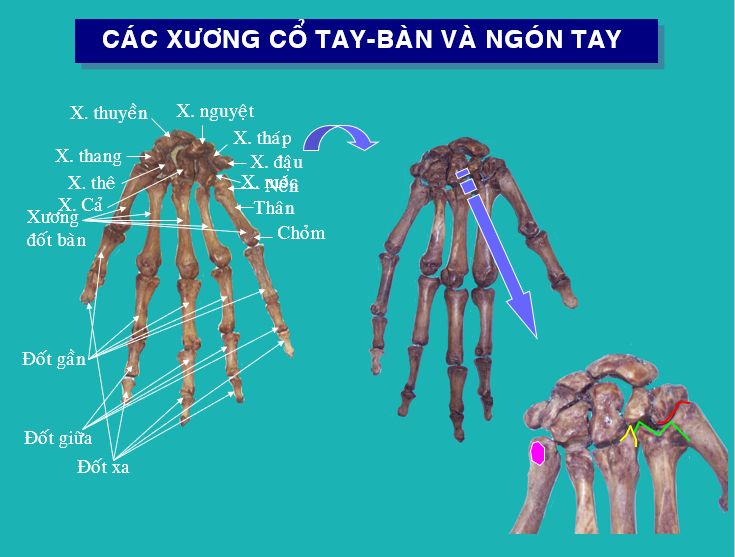 CÁC XƯƠNG CỔ TAY-BÀN VÀ NGÓN TAY
X. thuyền
X. nguyệt
X. tháp
X. thang
X. đậu
X. thê
X. móc
Nền
X. Cả
Thân
Xương
đốt bàn
Chỏm
Đốt gần
Đốt giữa
Đốt xa